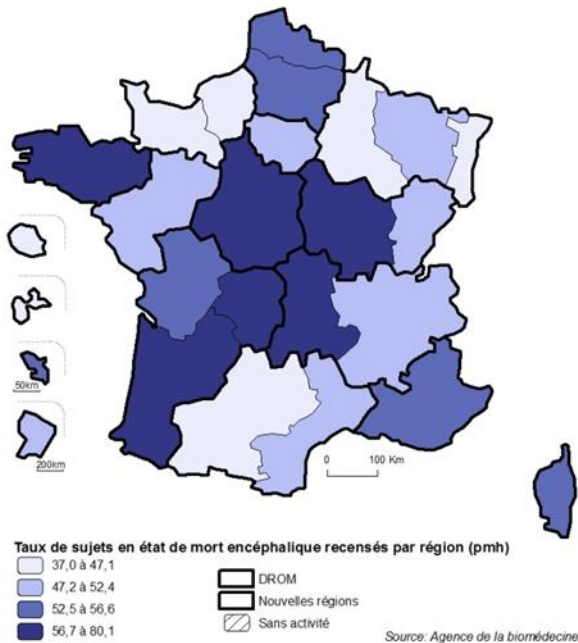 50km
200km
0 100 Km
Taux de sujets en état de mort encéphalique recensés par région (pmh)
37,0 à 47,1
47,2 à 52,4
52,5 à 56,6
56,7 à 80,1
DROM
Nouvelles régions
Sans activité
Source: Agence de la biomédecine